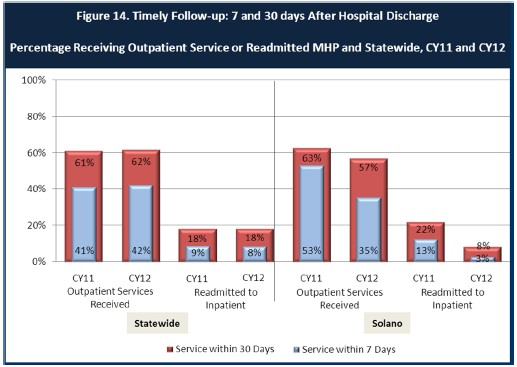 Figure 14. Timely Follow-up: 7 and 30 days After Hospital Discharge
Percentage Receiving Outpatient Service or Readmitted MHP and Statewide, CY11 and CY12
100%
80%
60%
40%
20%
0%
61%
62%
63%
57%
41%
42%
18%
18%
9%
8%
53%
35%
22%
13%
8%
3%
CY11
CY12
CY11
CY12
CY11
CY12
CY11
CY12
Outpatient Services
Received
Readmitted to
Inpatient
Outpatient Services
Received
Readmitted to
Inpatient
Statewide
Solano
Service within 30 Days
Service within 7 Days